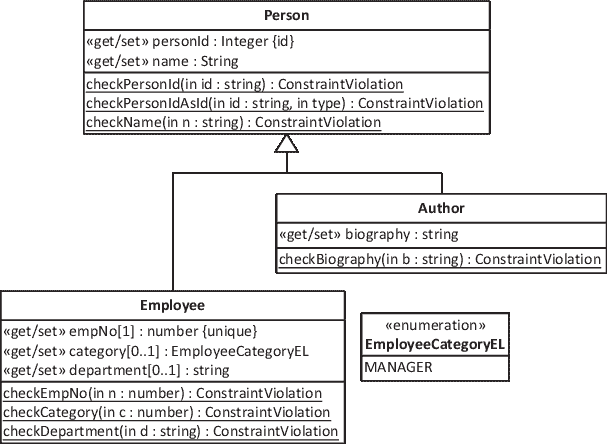 Person
«get/set» personId : Integer {id}
«get/set» name : String
checkPersonId(in id : string) : ConstraintViolation
checkPersonIdAsId(in id : string, in type) : ConstraintViolation
checkName(in n : string) : ConstraintViolation
Author
«get/set» biography : string
checkBiography(in b : string) : ConstraintViolation
Employee
«get/set» empNo[1] : number {unique}
«get/set» category[0..1] : EmployeeCategoryEL
«get/set» department[0..1] : string
checkEmpNo(in n : number) : ConstraintViolation
checkCategory(in c : number) : ConstraintViolation
checkDepartment(in d : string) : ConstraintViolation
«enumeration»
EmployeeCategoryEL
MANAGER